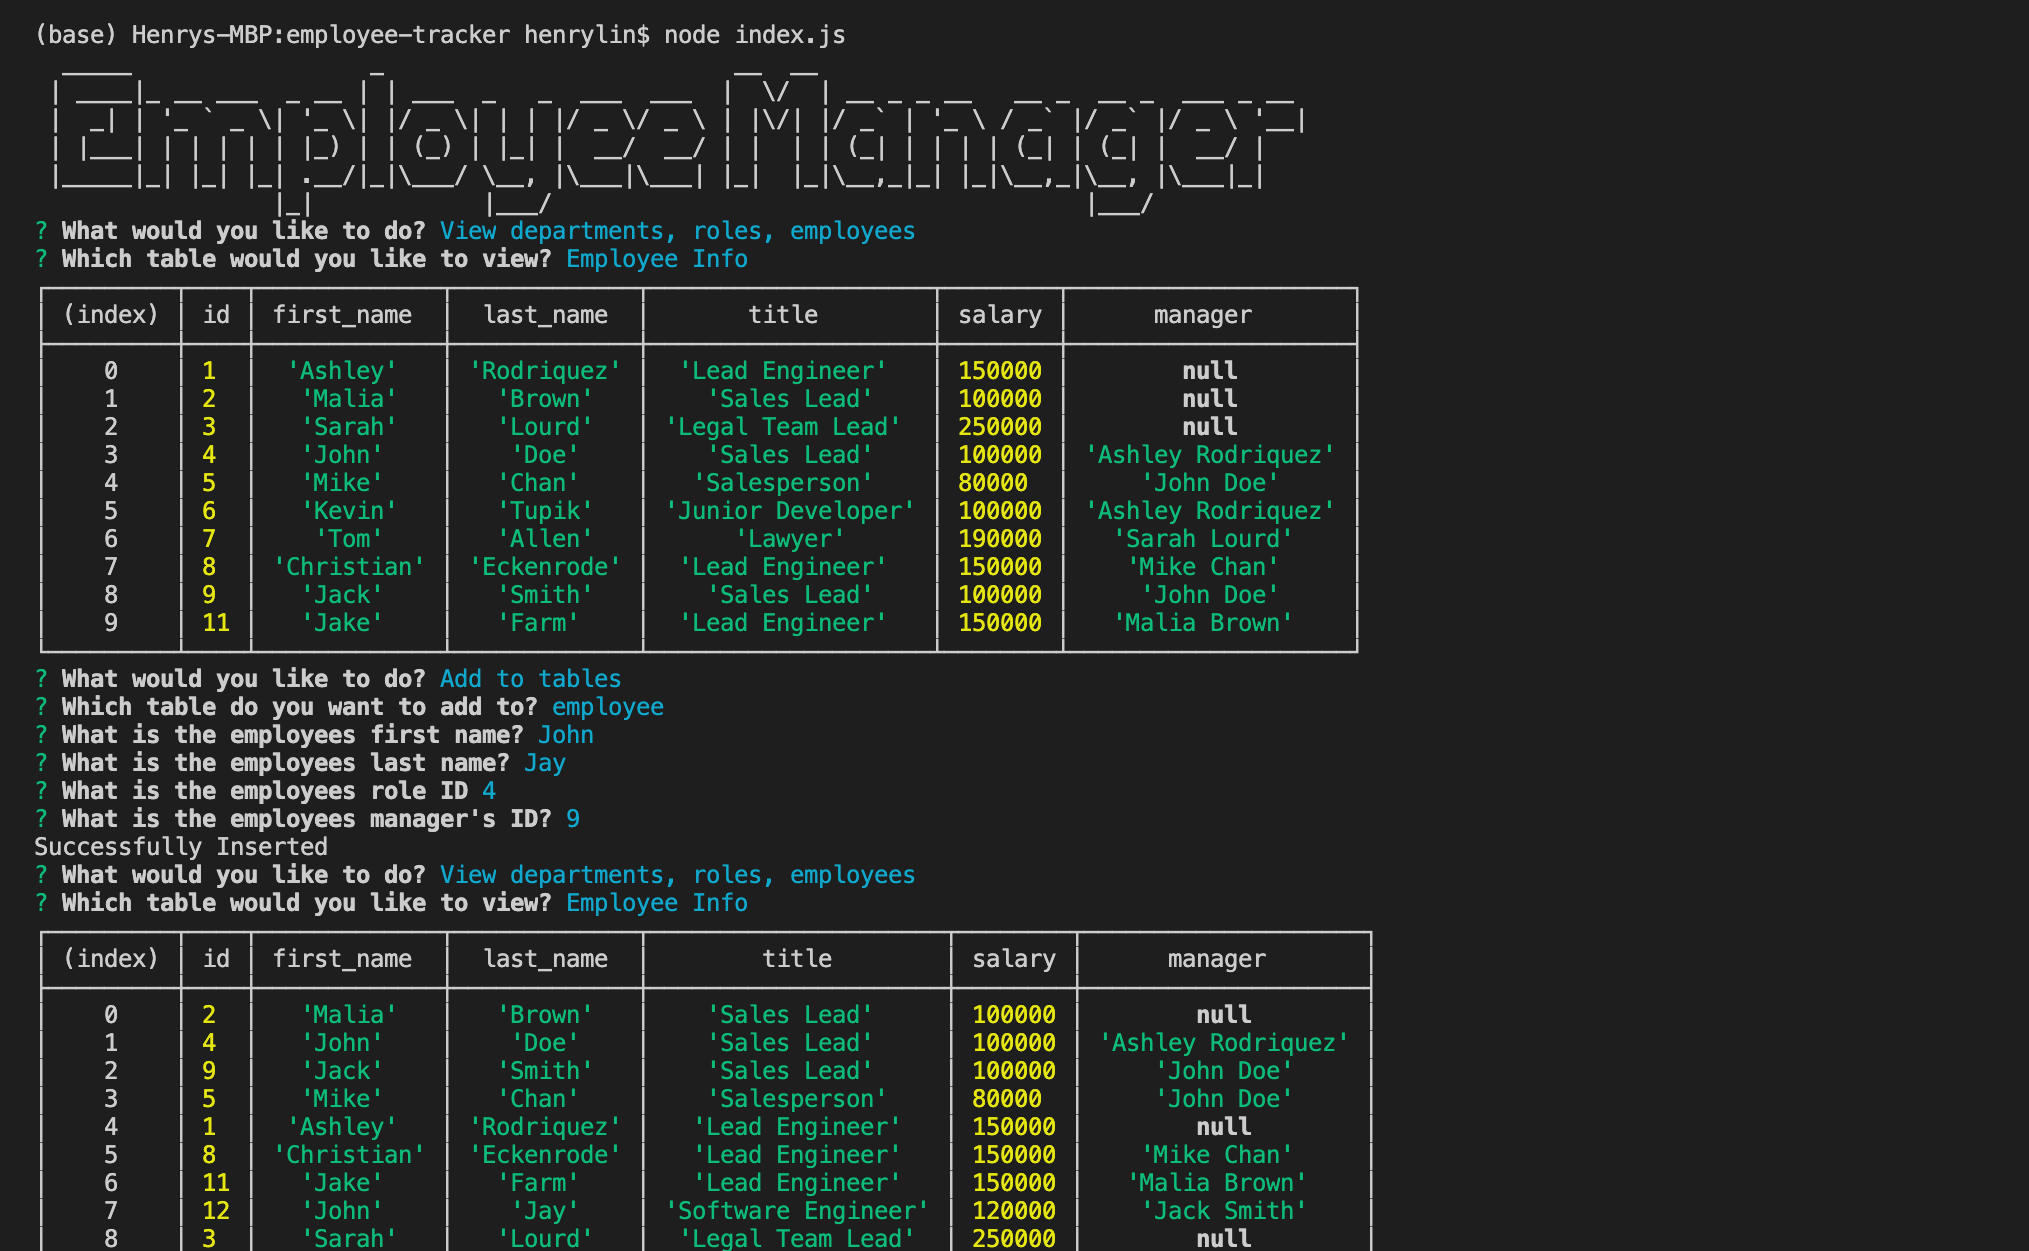 (base) Henrys-MBP:employee-tracker henrylin$ node index.js
Employee Manager
? What would you like to do? View departments, roles, employees
? Which table would you like to view? Employee Info
(index) id first_name last_name title salary manager
0 1 'Ashley' 'Rodriquez' 'Lead Engineer' 150000 null
1 2 'Malia' 'Brown' 'Sales Lead' 100000 null
2 3 'Sarah' 'Lourd' 'Legal Team Lead' 250000 null
3 4 'John' 'Doe' 'Sales Lead' 100000 'Ashley Rodriquez'
4 5 'Mike' 'Chan' 'Salesperson' 80000 'John Doe'
5 6 'Kevin' 'Tupik' 'Junior Developer' 100000 'Ashley Rodriquez'
6 7 'Tom' 'Allen' 'Lawyer' 190000 'Sarah Lourd'
7 8 'Christian' 'Eckenrode' 'Lead Engineer' 150000 'Mike Chan'
8 9 'Jack' 'Smith' 'Sales Lead' 100000 'John Doe'
9 11 'Jake' 'Farm' 'Lead Engineer' 150000 'Malia Brown'
? What would you like to do? Add to tables
? Which table do you want to add to? employee
? What is the employees first name? John
? What is the employees last name? Jay
? What is the employees role ID 4
? What is the employees manager's ID? 9
Successfully Inserted
? What would you like to do? View departments, roles, employees
? Which table would you like to view? Employee Info
(index) id first_name last_name title salary manager
0 2 'Malia' 'Brown' 'Sales Lead' 100000 null
1 4 'John' 'Doe' 'Sales Lead' 100000 'Ashley Rodriquez'
2 9 'Jack' 'Smith' 'Sales Lead' 100000 'John Doe'
3 5 'Mike' 'Chan' 'Salesperson' 80000 'John Doe'
4 1 'Ashley' 'Rodriquez' 'Lead Engineer' 150000 null
5 8 'Christian' 'Eckenrode' 'Lead Engineer' 150000 'Mike Chan'
6 11 'Jake' 'Farm' 'Lead Engineer' 150000 'Malia Brown'
7 12 'John' 'Jay' 'Software Engineer' 120000 'Jack Smith'
8 3 'Sarah' 'Lourd' 'Legal Team Lead' 250000 null